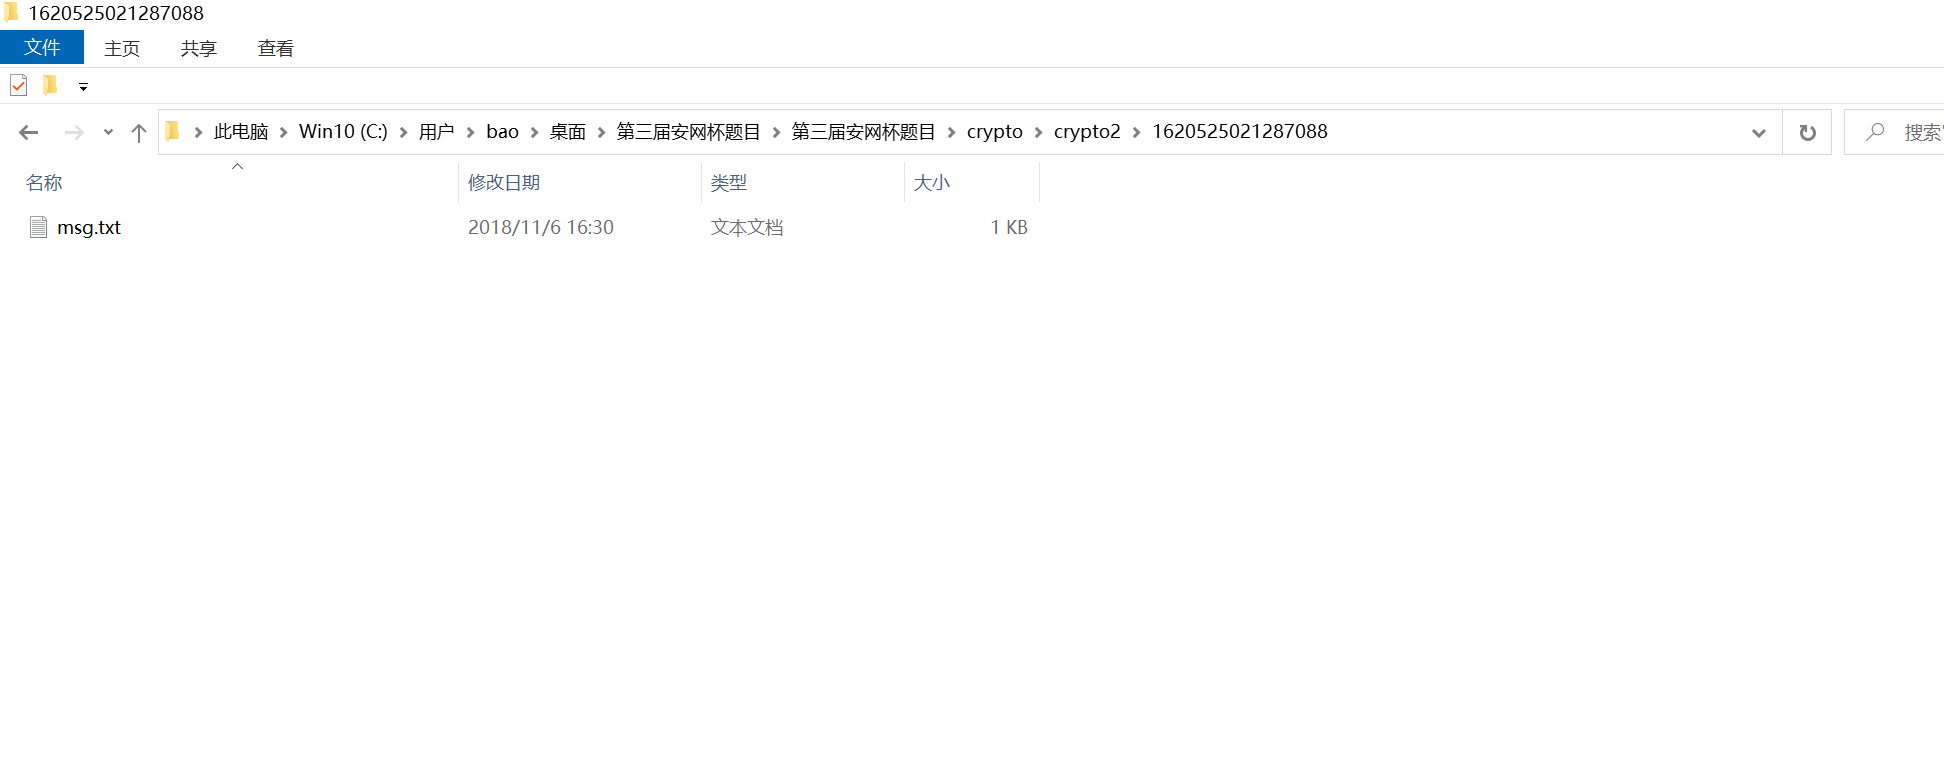 1620525021287088
文件 主页 共享 查看
此电脑 Win10 (C:) 用户 bao 桌面 第三届安网杯题目 第三届安网杯题目 crypto crypto2 1620525021287088 搜索
名称 修改日期 类型 大小
msg.txt 2018/11/6 16:30 文本文档 1 KB